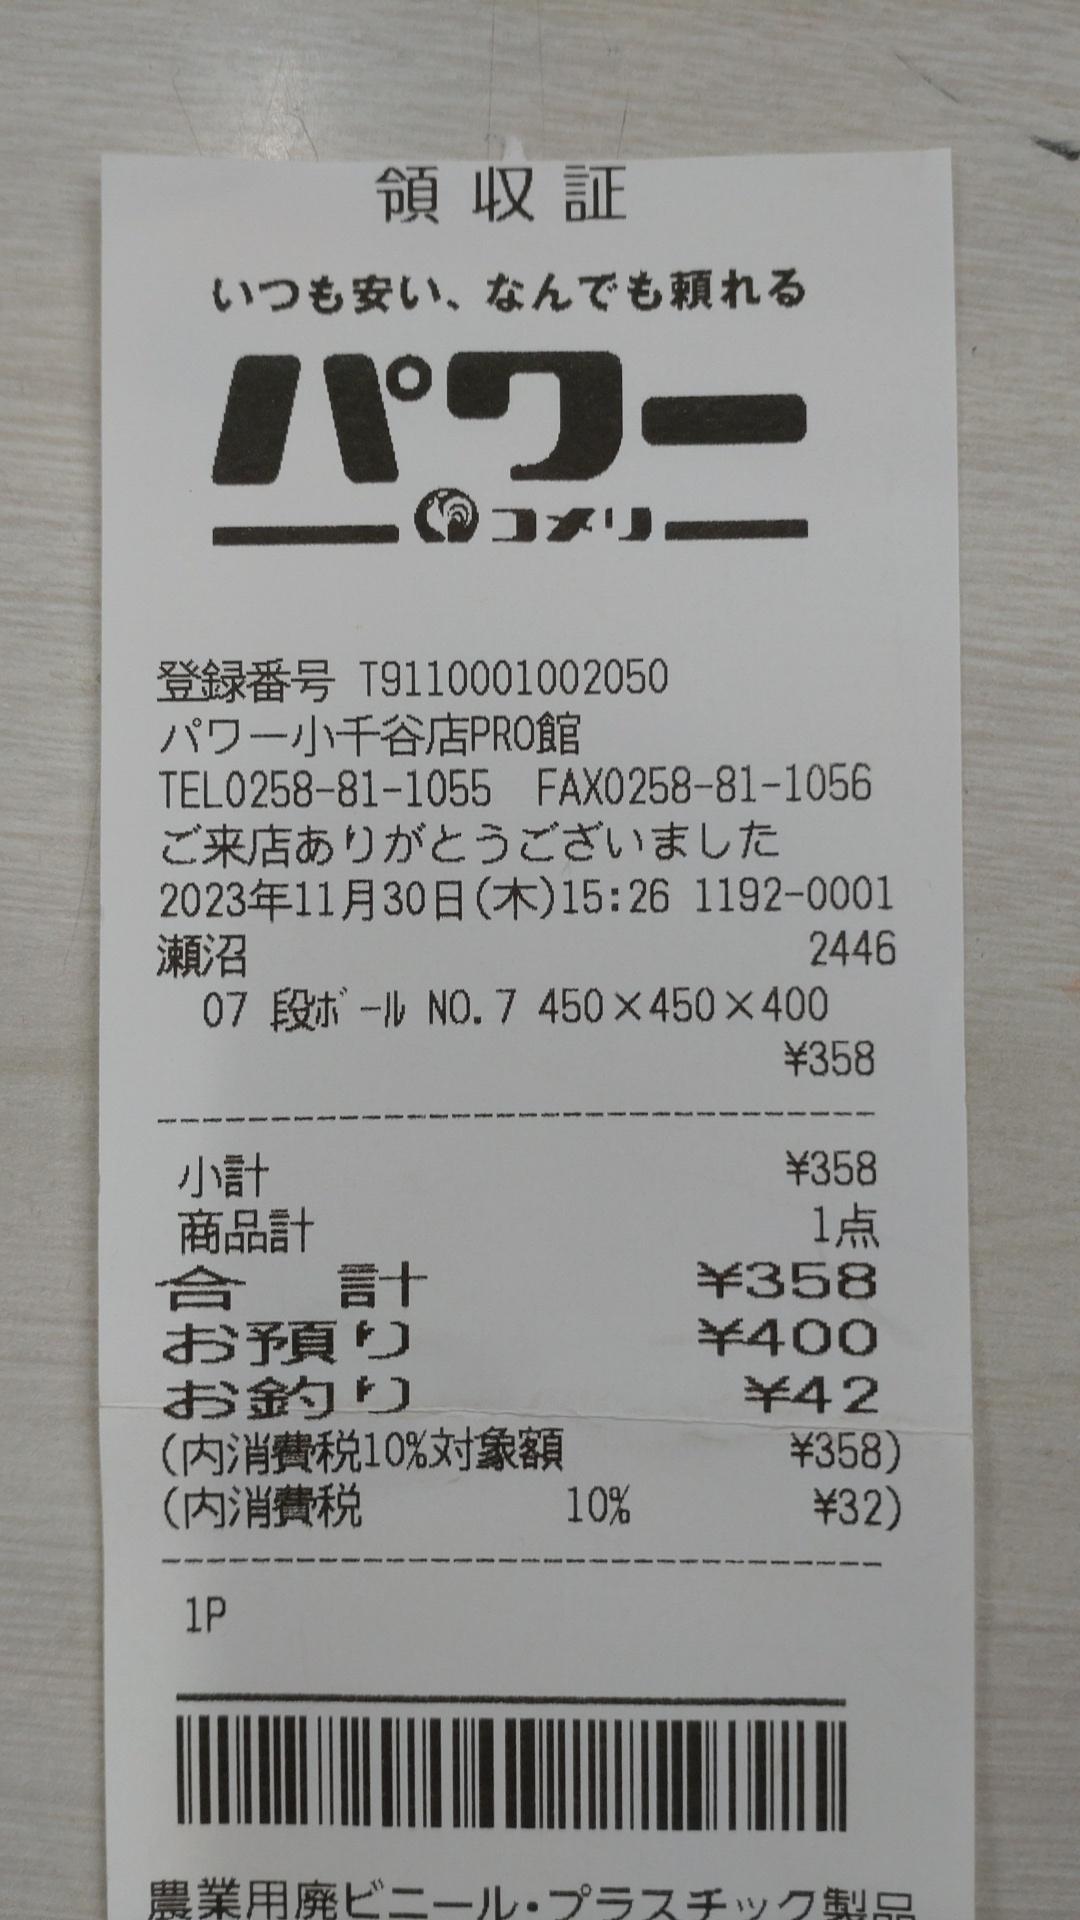 領収証
いつも安い、なんでも頼れる
パワー
コメリ
登録番号 T9110001002050
パワー小千谷店PRO館
TEL0258-81-1055 FAX0258-81-1056
ご来店ありがとうございました
2023年11月30日(木)15:26 1192-0001
瀬沼 2446
07 段ボール NO.7 450×450×400
¥358
小計 ¥358
商品計 1点
合 計 ¥358
お預り ¥400
お釣り ¥42
(内消費税10%対象額 ¥358)
(内消費税 10% ¥32)
1P
農業用廃ビニール・プラスチック製品